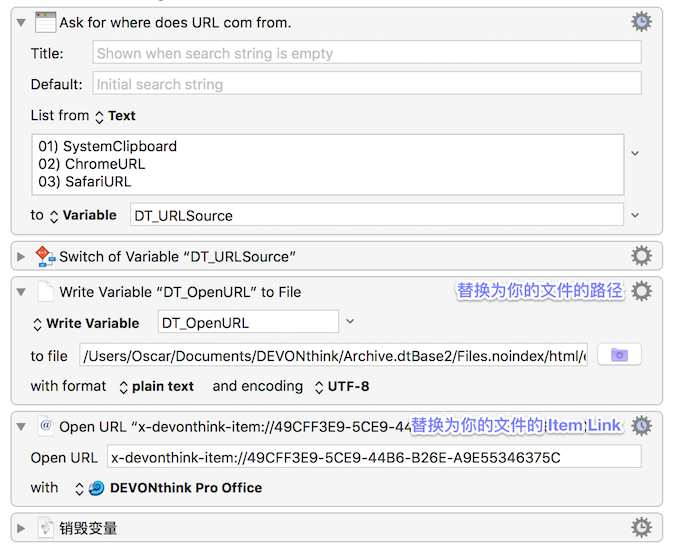 Ask for where does URL com from.
Title: Shown when search string is empty
Default: Initial search string
List from Text
01) SystemClipboard
02) ChromeURL
03) SafariURL
to Variable DT_URLSource
Switch of Variable “DT_URLSource”
Write Variable “DT_OpenURL” to File 替换为你的文件的路径
Write Variable DT_OpenURL
to file /Users/Oscar/Documents/DEVONthink/Archive.dtBase2/Files.noindex/html/
with format plain text and encoding UTF-8
Open URL “x-devonthink-item://49CFF3E9-5CE9-44 替换为你的文件的 Item Link
Open URL x-devonthink-item://49CFF3E9-5CE9-44B6-B26E-A9E55346375C
with DEVONthink Pro Office
销毁变量